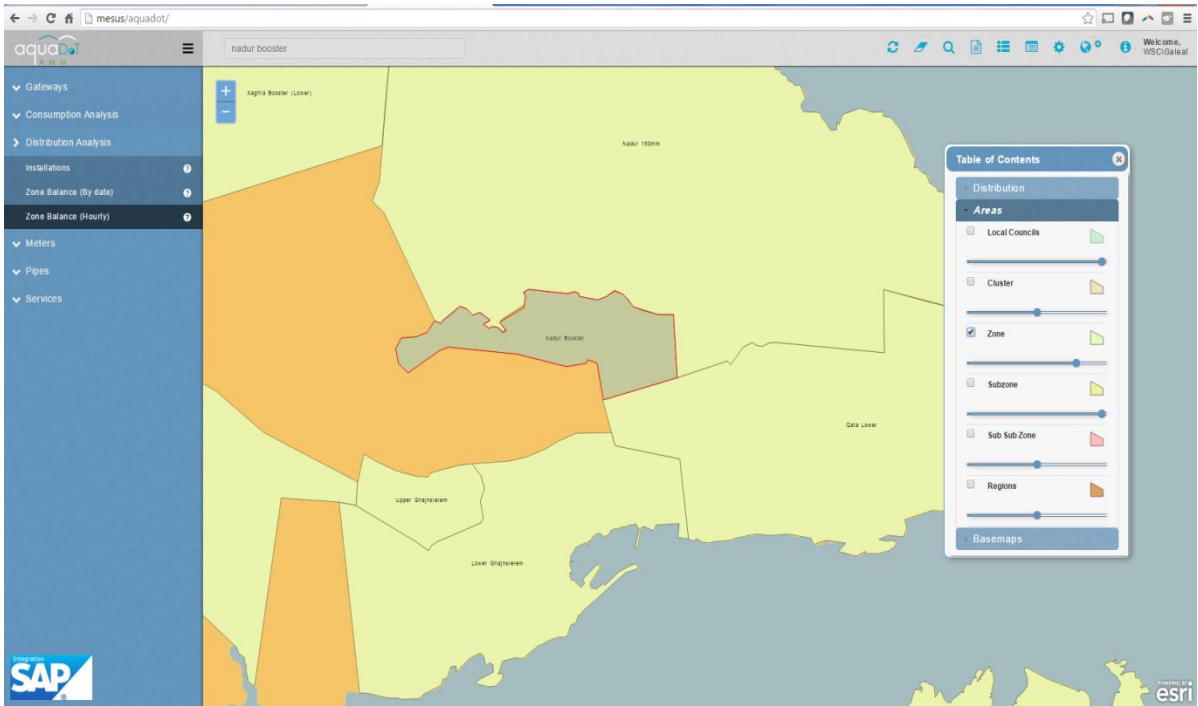 mesus/aquadot/
aquaDoT
AMM
nadur booster
Welcome,
WSC\Galeal
Gateways
Consumption Analysis
Distribution Analysis
Installations
Zone Balance (By date)
Zone Balance (Hourly)
Meters
Pipes
Services
Xaghra Booster (Lower)
Nadur 150mm
Nadur Booster
Qala Lower
Upper Ghajnsielem
Lower Ghajnsielem
Table of Contents
Distribution
Areas
Local Councils
Cluster
Zone
Subzone
Sub Sub Zone
Regions
Basemaps
Integration
SAP
POWERED BY
esri